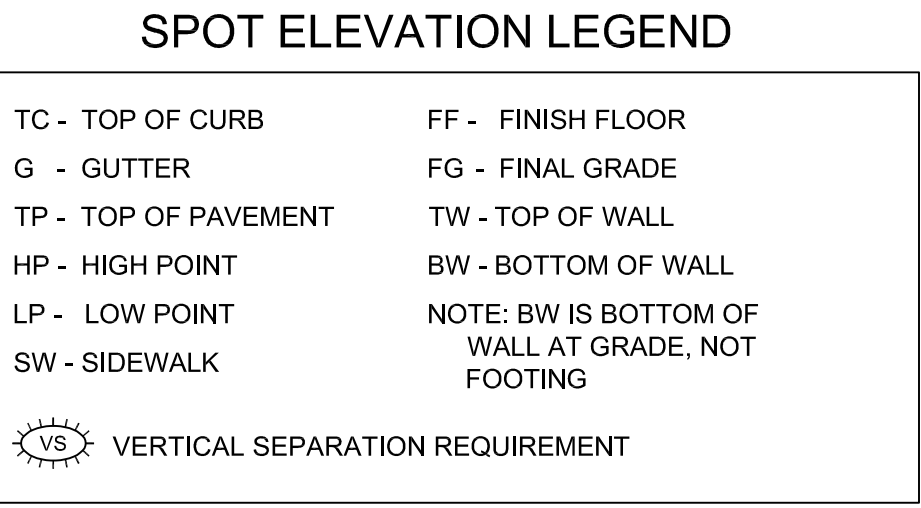 SPOT ELEVATION LEGEND
TC - TOP OF CURB
G - GUTTER
TP - TOP OF PAVEMENT
HP - HIGH POINT
LP - LOW POINT
SW - SIDEWALK
FF - FINISH FLOOR
FG - FINAL GRADE
TW - TOP OF WALL
BW - BOTTOM OF WALL
NOTE: BW IS BOTTOM OF
WALL AT GRADE, NOT
FOOTING
VS VERTICAL SEPARATION REQUIREMENT